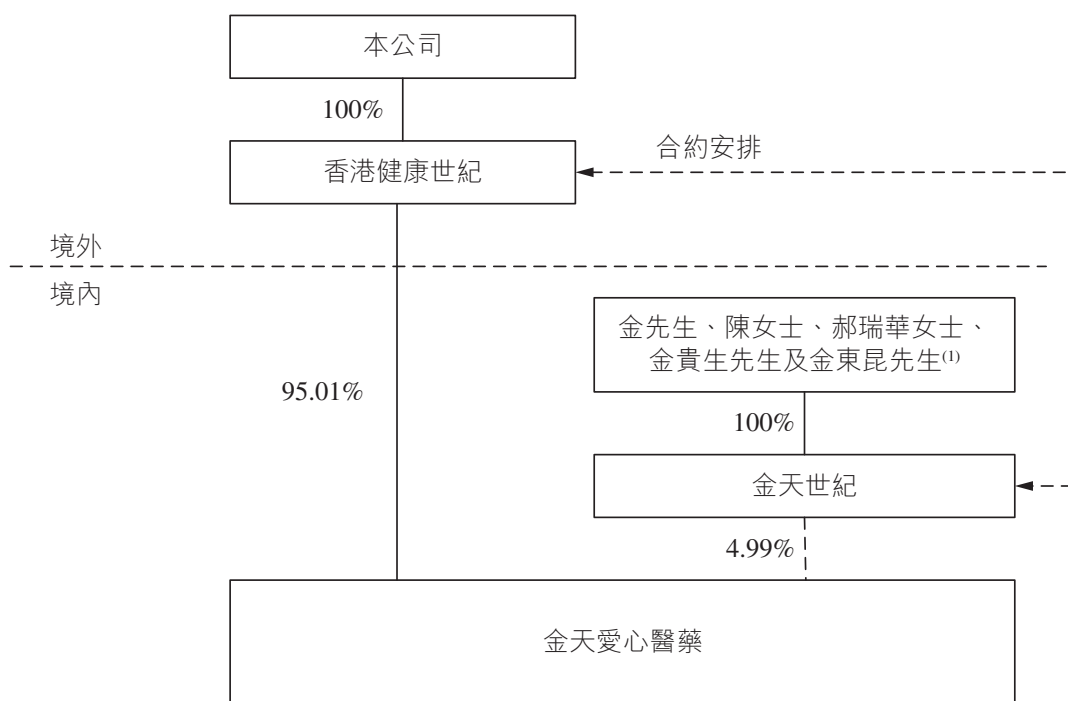 本公司
100%
香港健康世紀
合約安排
境外
境內
金先生、陳女士、郝瑞華女士、
金貴生先生及金東昆先生(1)
95.01%
100%
金天世紀
4.99%
金天愛心醫藥